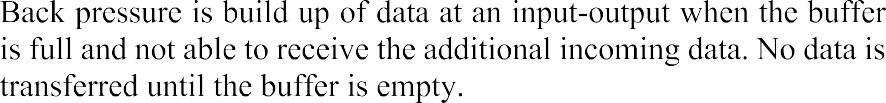 Back pressure is build up of data at an input-output when the buffer
is full and not able to receive the additional incoming data. No data is
transferred until the buffer is empty.